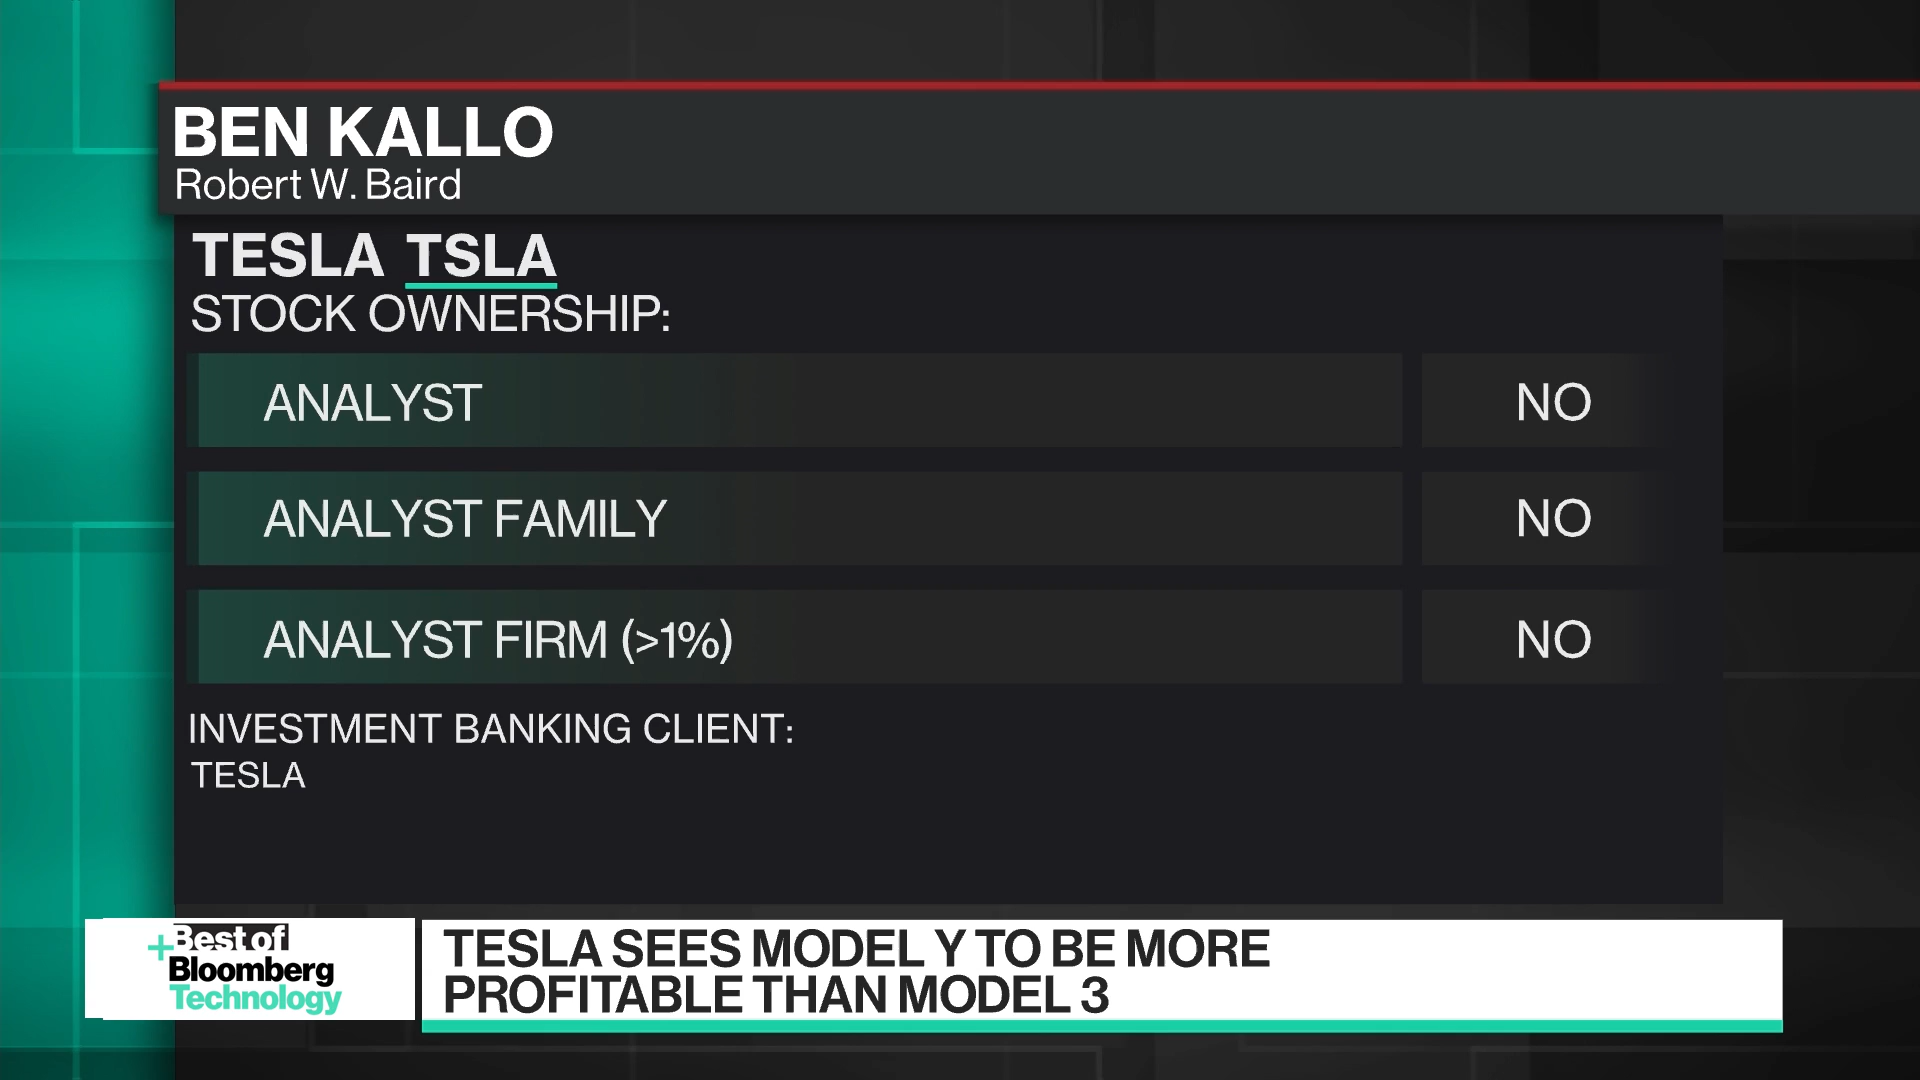 BEN KALLO
Robert W. Baird
TESLA TSLA
STOCK OWNERSHIP:
ANALYST NO
ANALYST FAMILY NO
ANALYST FIRM (>1%) NO
INVESTMENT BANKING CLIENT:
TESLA
+Best of
Bloomberg
Technology
TESLA SEES MODEL Y TO BE MORE
PROFITABLE THAN MODEL 3